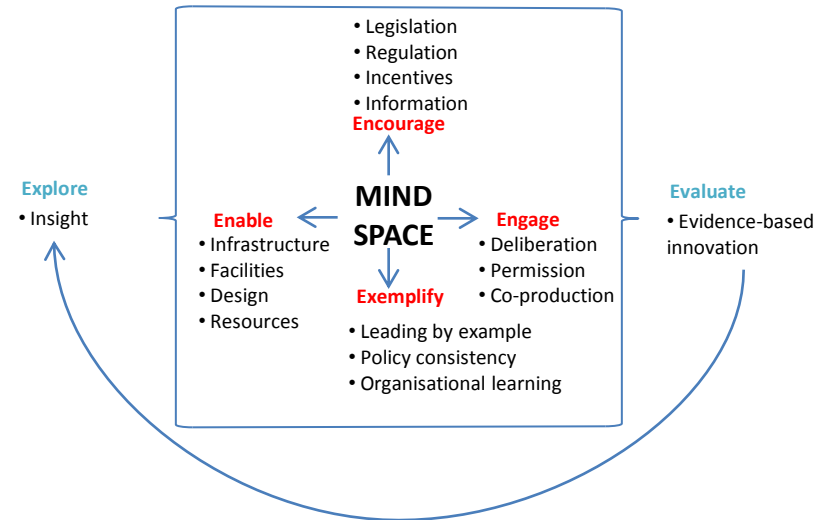 • Legislation
• Regulation
• Incentives
• Information
Encourage
Explore
• Insight
MIND
SPACE
Enable
• Infrastructure
• Facilities
• Design
• Resources
Engage
• Deliberation
• Permission
• Co-production
Exemplify
• Leading by example
• Policy consistency
• Organisational learning
Evaluate
• Evidence-based
innovation